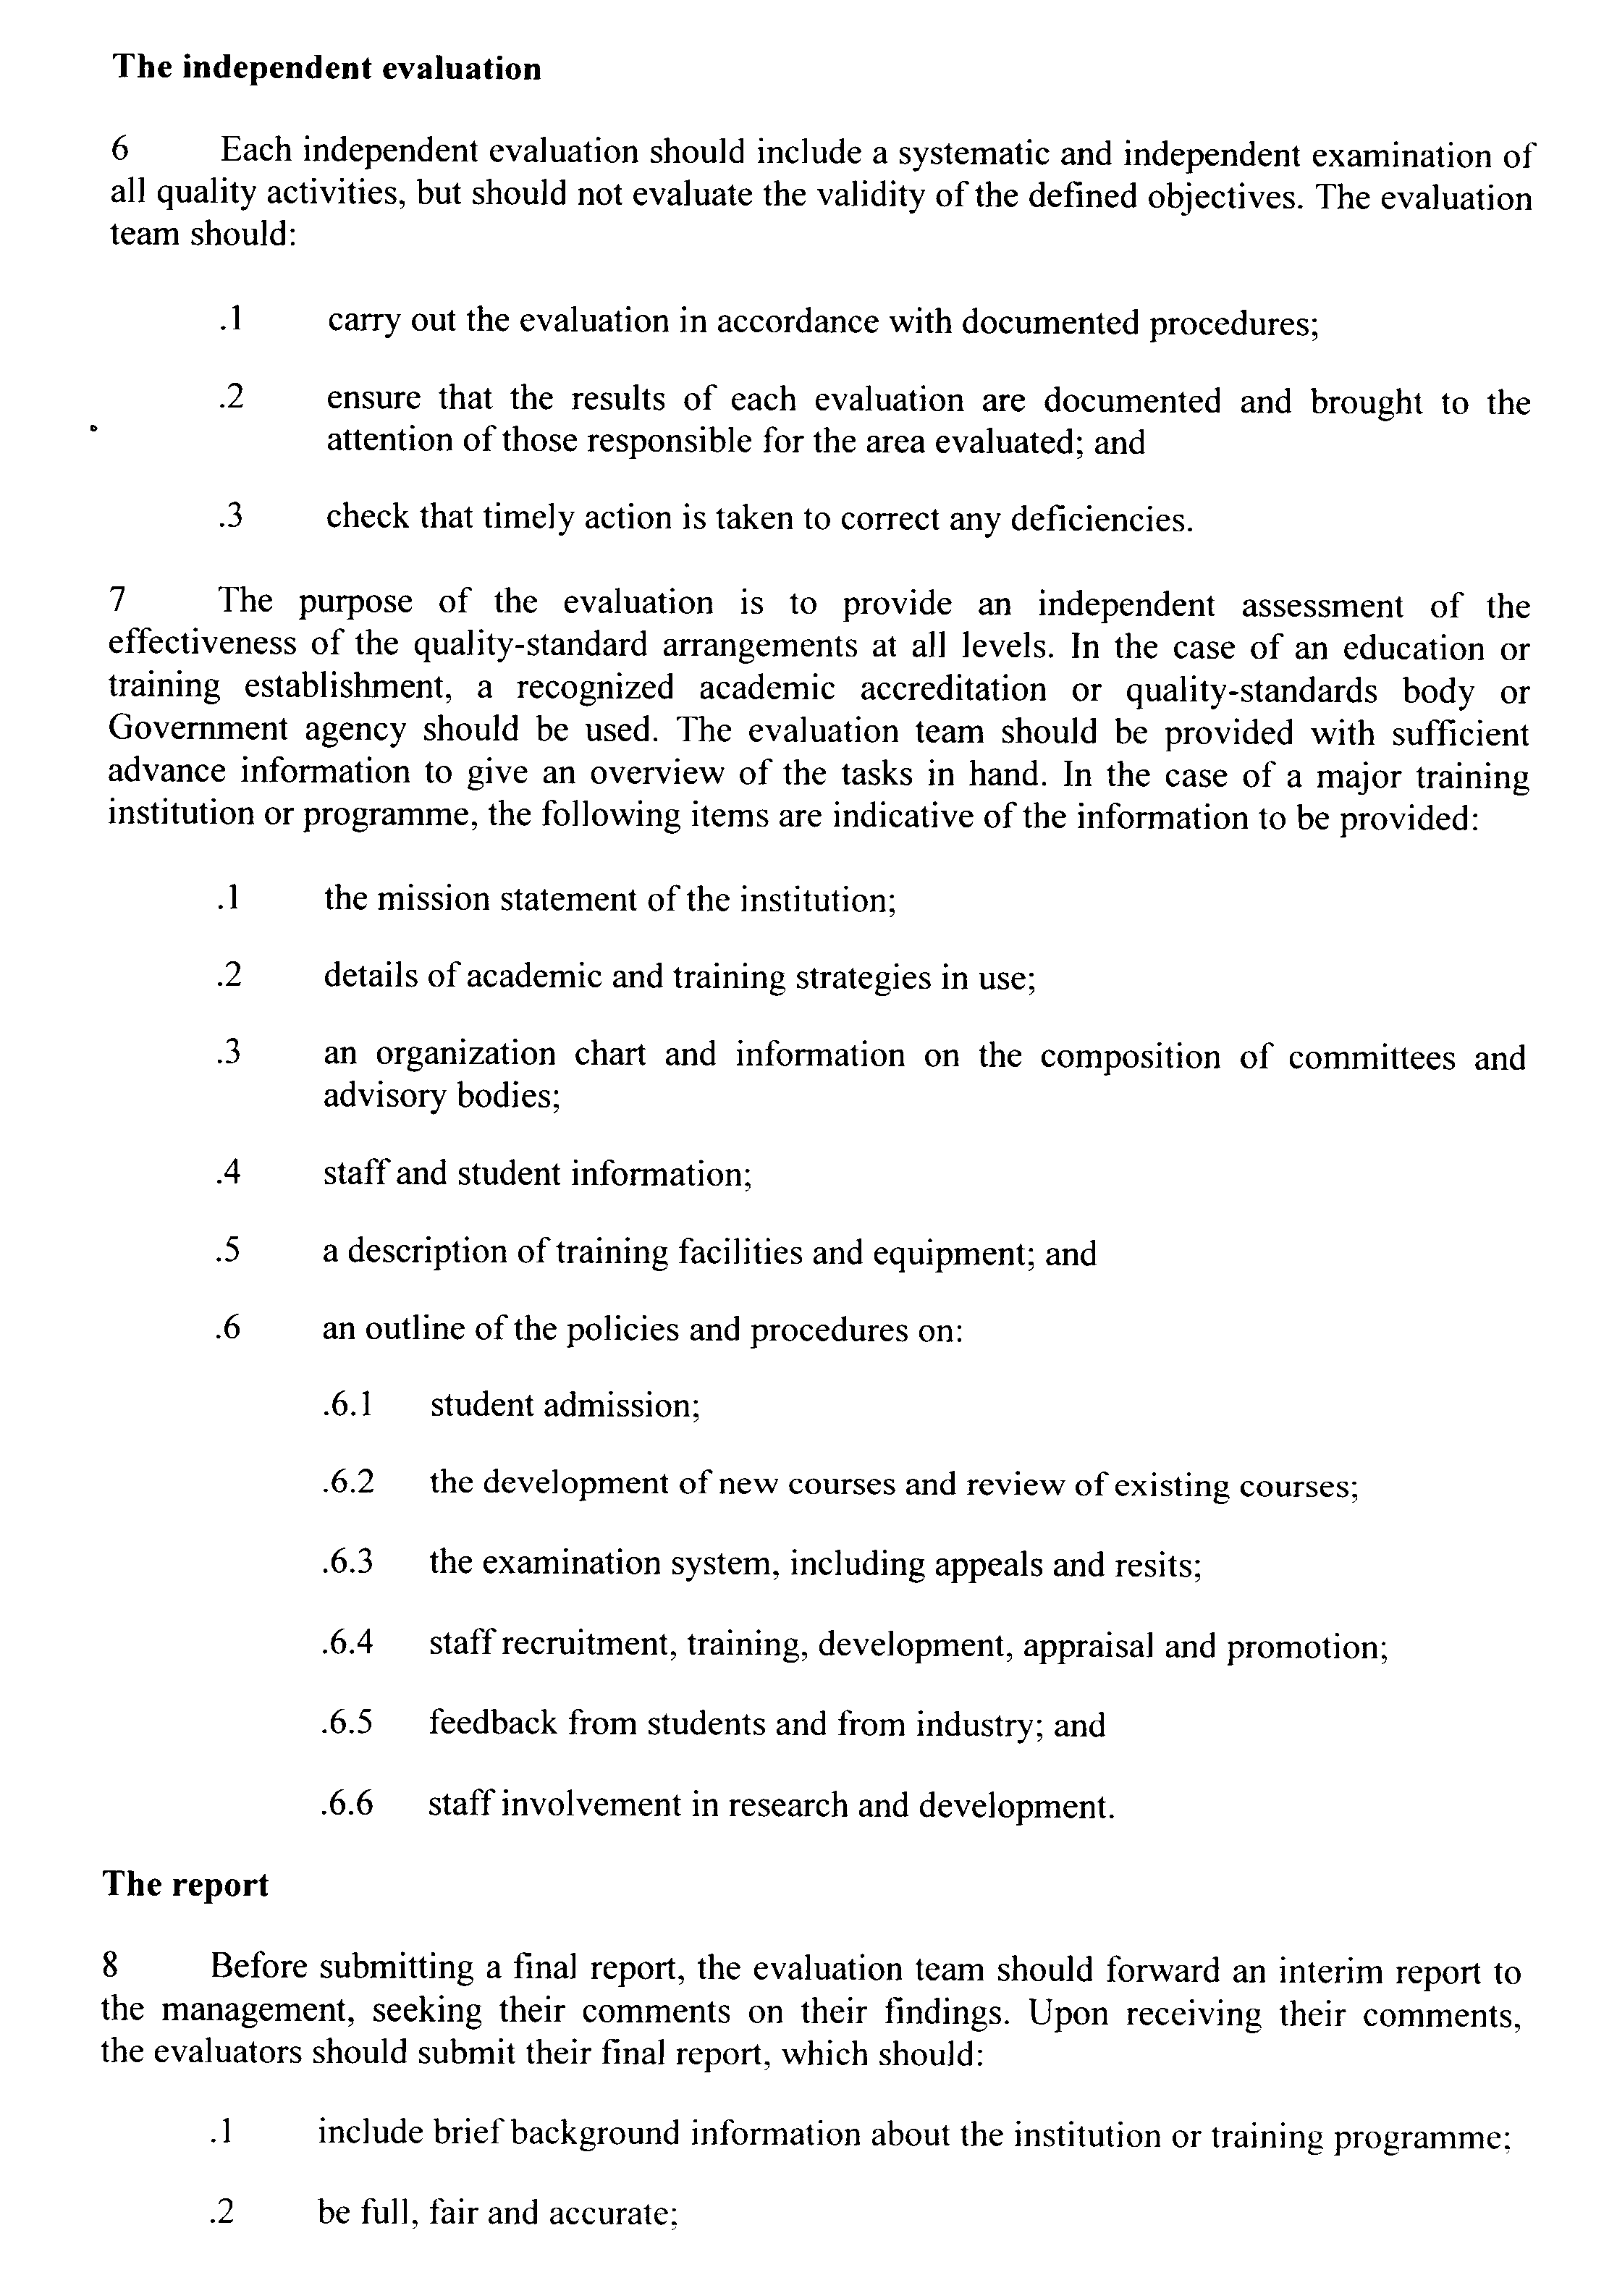 The independent evaluation
6 Each independent evaluation should include a systematic and independent examination of
all quality activities, but should not evaluate the validity of the defined objectives. The evaluation
team should:
.1 carry out the evaluation in accordance with documented procedures;
.2 ensure that the results of each evaluation are documented and brought to the
attention of those responsible for the area evaluated; and
.3 check that timely action is taken to correct any deficiencies.
7 The purpose of the evaluation is to provide an independent assessment of the
effectiveness of the quality-standard arrangements at all levels. In the case of an education or
training establishment, a recognized academic accreditation or quality-standards body or
Government agency should be used. The evaluation team should be provided with sufficient
advance information to give an overview of the tasks in hand. In the case of a major training
institution or programme, the following items are indicative of the information to be provided:
.1 the mission statement of the institution;
.2 details of academic and training strategies in use;
.3 an organization chart and information on the composition of committees and
advisory bodies;
.4 staff and student information;
.5 a description of training facilities and equipment; and
.6 an outline of the policies and procedures on:
.6.1 student admission;
.6.2 the development of new courses and review of existing courses;
.6.3 the examination system, including appeals and resits;
.6.4 staff recruitment, training, development, appraisal and promotion;
.6.5 feedback from students and from industry; and
.6.6 staff involvement in research and development.
The report
8 Before submitting a final report, the evaluation team should forward an interim report to
the management, seeking their comments on their findings. Upon receiving their comments,
the evaluators should submit their final report, which should:
.1 include brief background information about the institution or training programme;
.2 be full, fair and accurate;